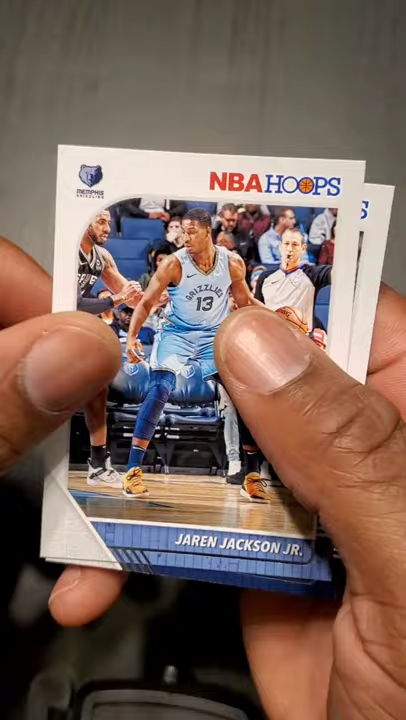 NBA HOOPS
MEMPHIS
GRIZZLIES
GRIZZLIES
13
JAREN JACKSON JR.